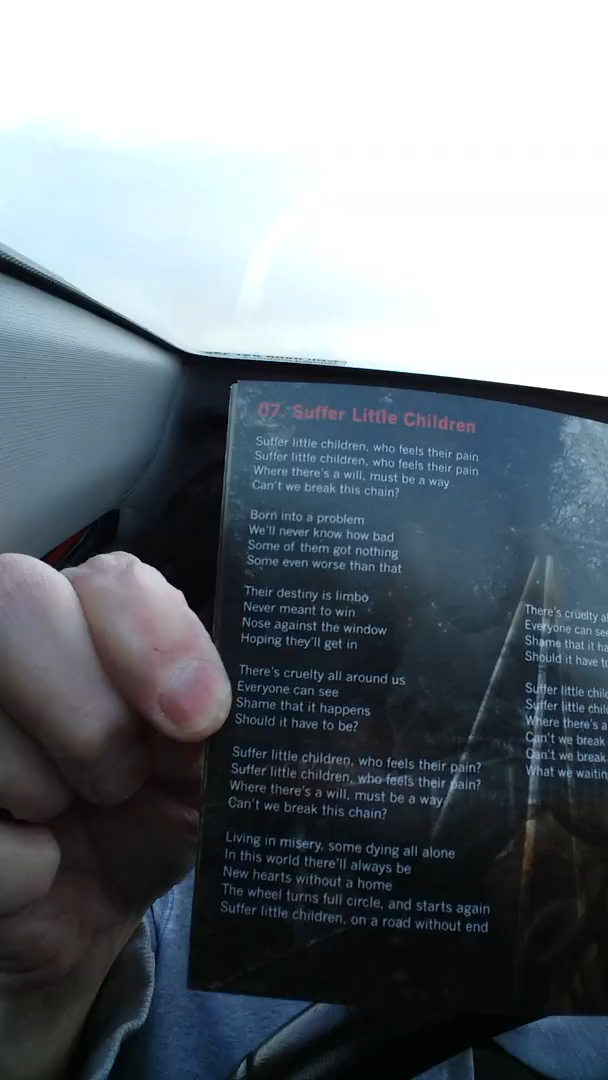 07. Suffer Little Children
Suffer little children, who feels their pain
Suffer little children, who feels their pain
Where there's a will, must be a way
Can't we break this chain?
Born into a problem
We'll never know how bad
Some of them got nothing
Some even worse than that
Their destiny is limbo
Never meant to win
Nose against the window
Hoping they'll get in
There's cruelty all around us
Everyone can see
Shame that it happens
Should it have to be?
Suffer little children, who feels their pain?
Suffer little children, who feels their pain?
Where there's a will, must be a way
Can't we break this chain?
Living in misery, some dying all alone
In this world there'll always be
New hearts without a home
The wheel turns full circle, and starts again
Suffer little children, on a road without end
There's cruelty
Everyone can
Shame that it
Should it have
Suffer little
Suffer little
Where there's a
Can't we break
Can't we break
What we